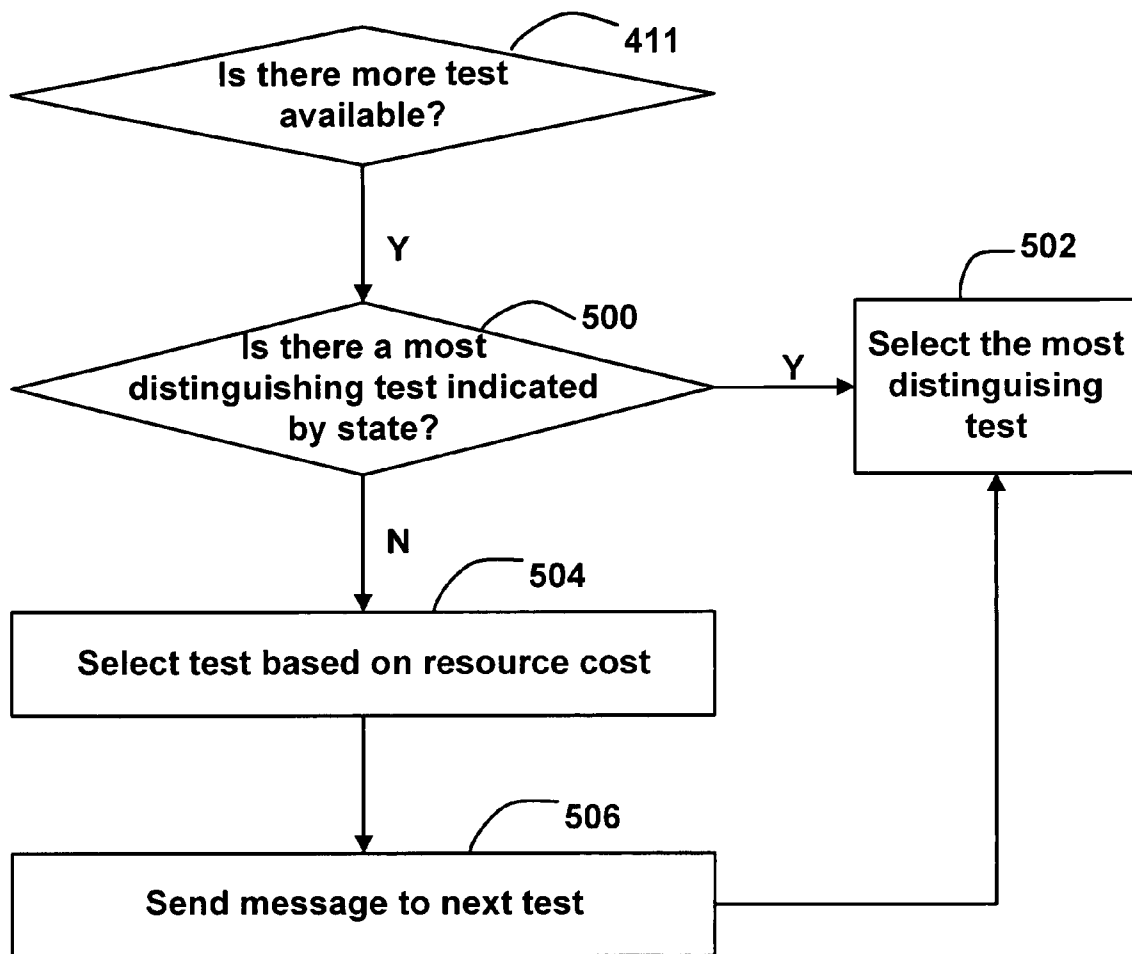 411
Is there more test
available?
Y
500
Is there a most
distinguishing test indicated
by state?
Y
502
Select the most
distinguising
test
N
504
Select test based on resource cost
506
Send message to next test